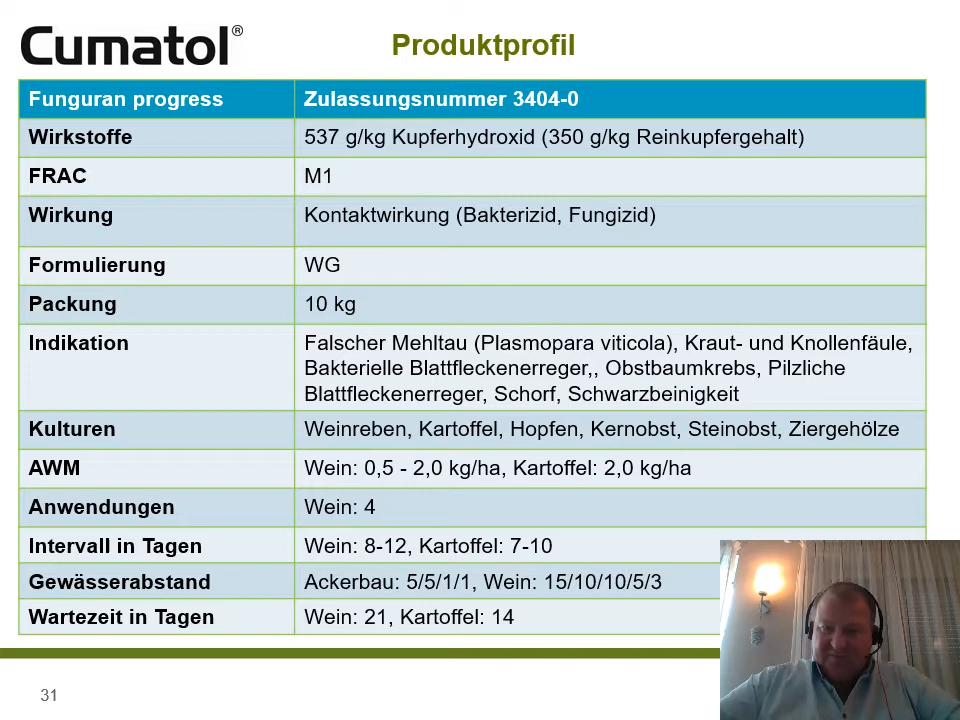 Cumatol®
Produktprofil
Funguran progress
Zulassungsnummer 3404-0
Wirkstoffe
537 g/kg Kupferhydroxid (350 g/kg Reinkupfergehalt)
FRAC
M1
Wirkung
Kontaktwirkung (Bakterizid, Fungizid)
Formulierung
WG
Packung
10 kg
Indikation
Falscher Mehltau (Plasmopara viticola), Kraut- und Knollenfäule,
Bakterielle Blattfleckenerreger,, Obstbaumkrebs, Pilzliche
Blattfleckenerreger, Schorf, Schwarzbeinigkeit
Kulturen
Weinreben, Kartoffel, Hopfen, Kernobst, Steinobst, Ziergehölze
AWM
Wein: 0,5 - 2,0 kg/ha, Kartoffel: 2,0 kg/ha
Anwendungen
Wein: 4
Intervall in Tagen
Wein: 8-12, Kartoffel: 7-10
Gewässerabstand
Ackerbau: 5/5/1/1, Wein: 15/10/10/5/3
Wartezeit in Tagen
Wein: 21, Kartoffel: 14
31